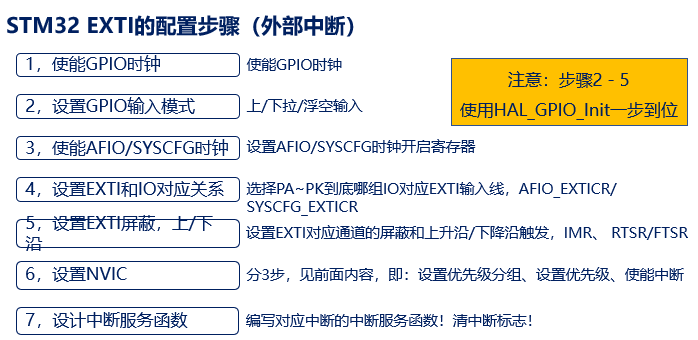 STM32 EXTI的配置步骤（外部中断）
1，使能GPIO时钟 使能GPIO时钟
注意：步骤2 - 5
使用HAL_GPIO_Init一步到位
2，设置GPIO输入模式 上/下拉/浮空输入
3，使能AFIO/SYSCFG时钟 设置AFIO/SYSCFG时钟开启寄存器
4，设置EXTI和IO对应关系 选择PA~PK到底哪组IO对应EXTI输入线，AFIO_EXTICR/
SYSCFG_EXTICR
5，设置EXTI屏蔽，上/下
沿
设置EXTI对应通道的屏蔽和上升沿/下降沿触发，IMR、 RTSR/FTSR
6，设置NVIC 分3步，见前面内容，即：设置优先级分组、设置优先级、使能中断
7，设计中断服务函数 编写对应中断的中断服务函数！清中断标志！